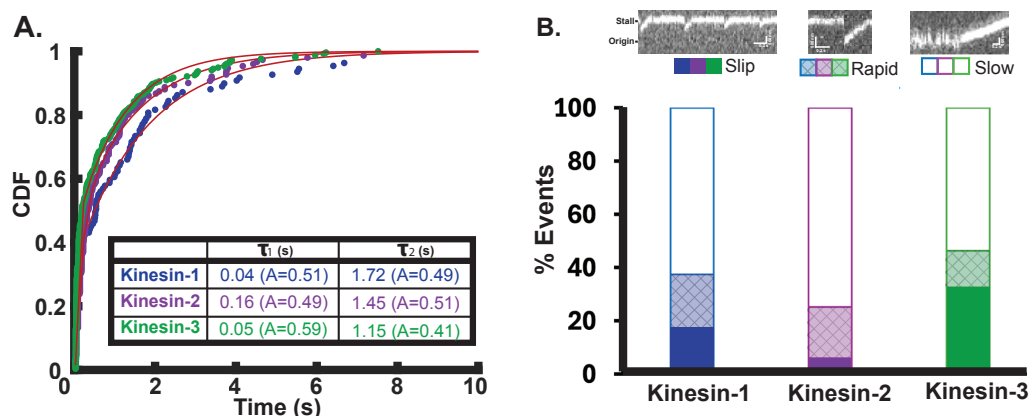 A.
CDF
1
0.8
0.6
0.4
0.2
0
0 2 4 6 8 10
Time (s)
τ1 (s) τ2 (s)
Kinesin-1 0.04 (A=0.51) 1.72 (A=0.49)
Kinesin-2 0.16 (A=0.49) 1.45 (A=0.51)
Kinesin-3 0.05 (A=0.59) 1.15 (A=0.41)
B.
Stall
Origin
Slip
Rapid
Slow
% Events
100
80
60
40
20
0
Kinesin-1 Kinesin-2 Kinesin-3